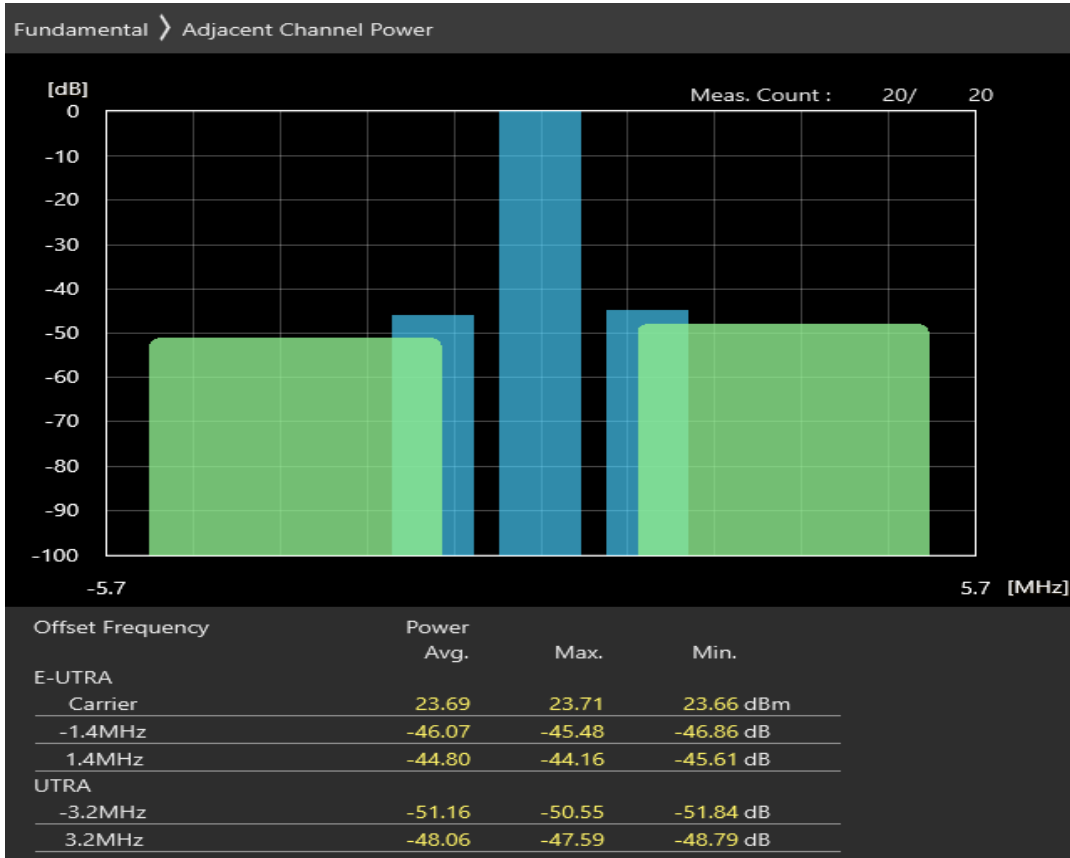 Fundamental 〉 Adjacent Channel Power
[dB]
Meas. Count : 20/ 20
0
-10
-20
-30
-40
-50
-60
-70
-80
-90
-100
-5.7 5.7 [MHz]
Offset Frequency Power
Avg. Max. Min.
E-UTRA
Carrier 23.69 23.71 23.66 dBm
-1.4MHz -46.07 -45.48 -46.86 dB
1.4MHz -44.80 -44.16 -45.61 dB
UTRA
-3.2MHz -51.16 -50.55 -51.84 dB
3.2MHz -48.06 -47.59 -48.79 dB